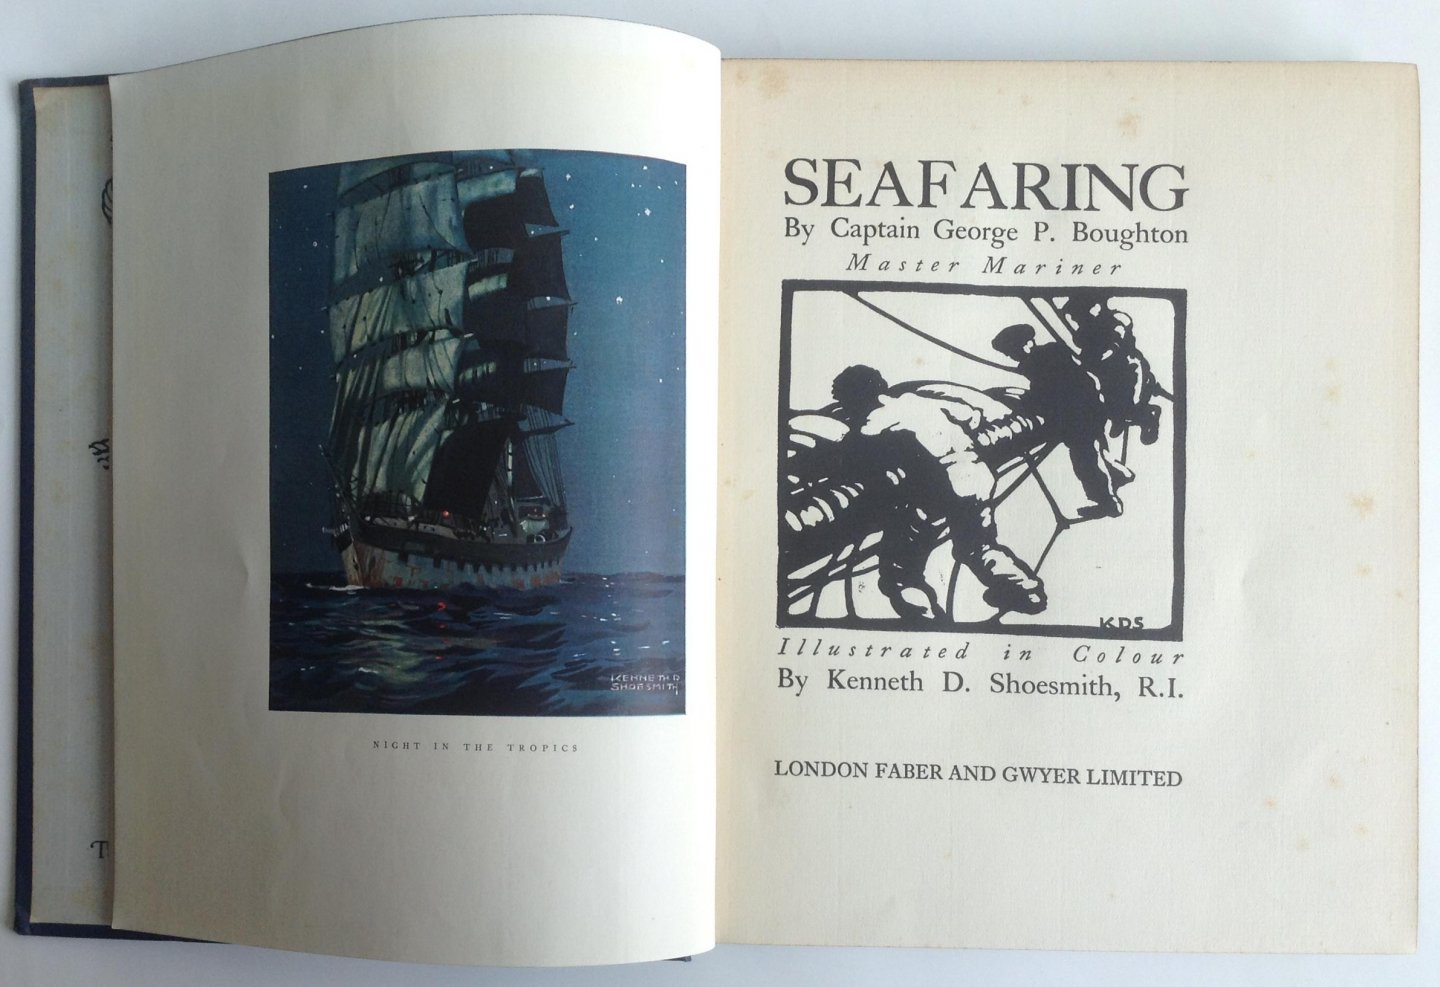 KENNETH D
SHOESMITH
NIGHT IN THE TROPICS
SEAFARING
By Captain George P. Boughton
Master Mariner
KDS
Illustrated in Colour
By Kenneth D. Shoesmith, R.I.
LONDON FABER AND GWYER LIMITED